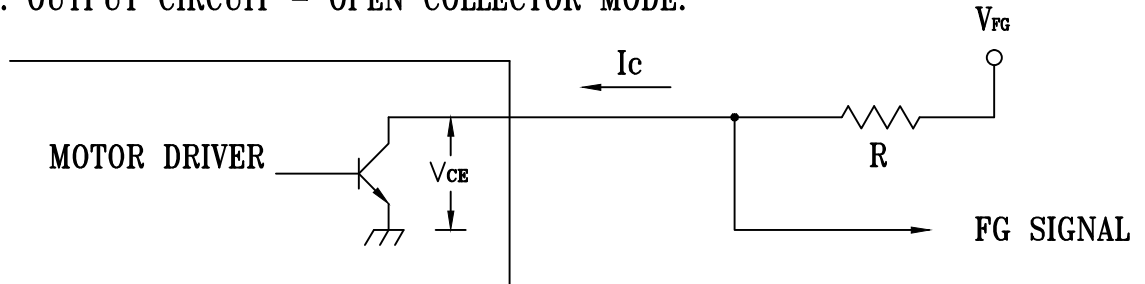 . OUTPUT CIRCUIT - OPEN COLLECTOR MODE:
VFG
Ic
MOTOR DRIVER
VCE
R
FG SIGNAL